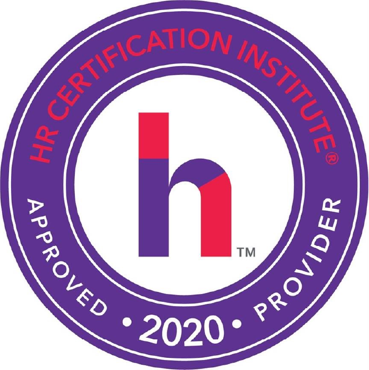 HR CERTIFICATION INSTITUTE®
h™
APPROVED • 2020 • PROVIDER